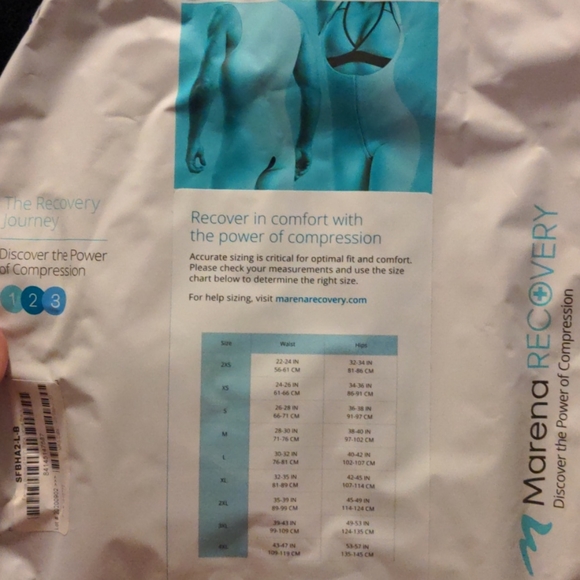 The Recovery
Journey
Discover the Power
of Compression
1 2 3
SFBHA2-L-B
Recover in comfort with
the power of compression
Accurate sizing is critical for optimal fit and comfort.
Please check your measurements and use the size
chart below to determine the right size.
For help sizing, visit marenarecovery.com
Size Waist Hips
2XS 22-24 IN 32-34 IN
56-61 CM 81-86 CM
XS 24-26 IN 34-36 IN
61-66 CM 86-91 CM
S 26-28 IN 36-38 IN
66-71 CM 91-97 CM
M 28-30 IN 38-40 IN
71-76 CM 97-102 CM
L 30-32 IN 40-42 IN
76-81 CM 102-107 CM
XL 32-35 IN 42-45 IN
81-89 CM 107-114 CM
2XL 35-39 IN 45-49 IN
89-99 CM 114-124 CM
3XL 39-43 IN 49-53 IN
99-109 CM 124-135 CM
4XL 43-47 IN 53-57 IN
109-119 CM 135-145 CM
Marena RECOVERY
Discover the Power of Compression